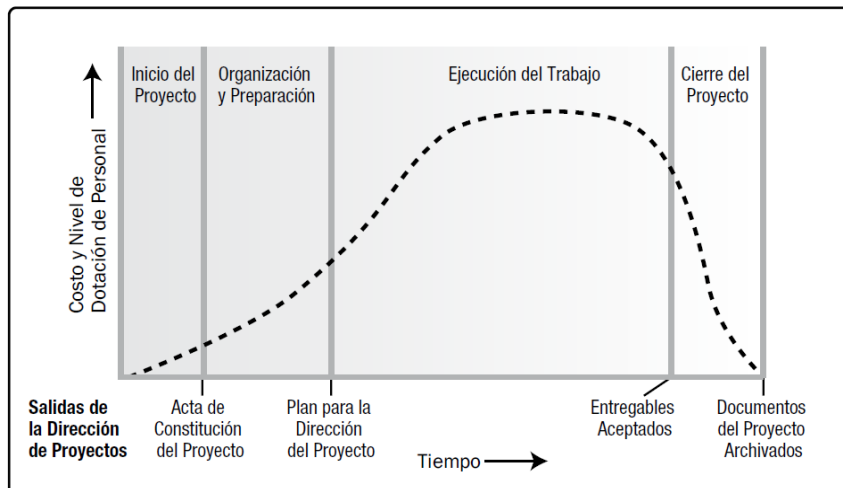 Inicio del
Proyecto
Organización
y Preparación
Ejecución del Trabajo
Cierre del
Proyecto
Costo y Nivel de
Dotación de Personal
Salidas de
la Dirección
de Proyectos
Acta de
Constitución
del Proyecto
Plan para la
Dirección
del Proyecto
Entregables
Aceptados
Documentos
del Proyecto
Archivados
Tiempo